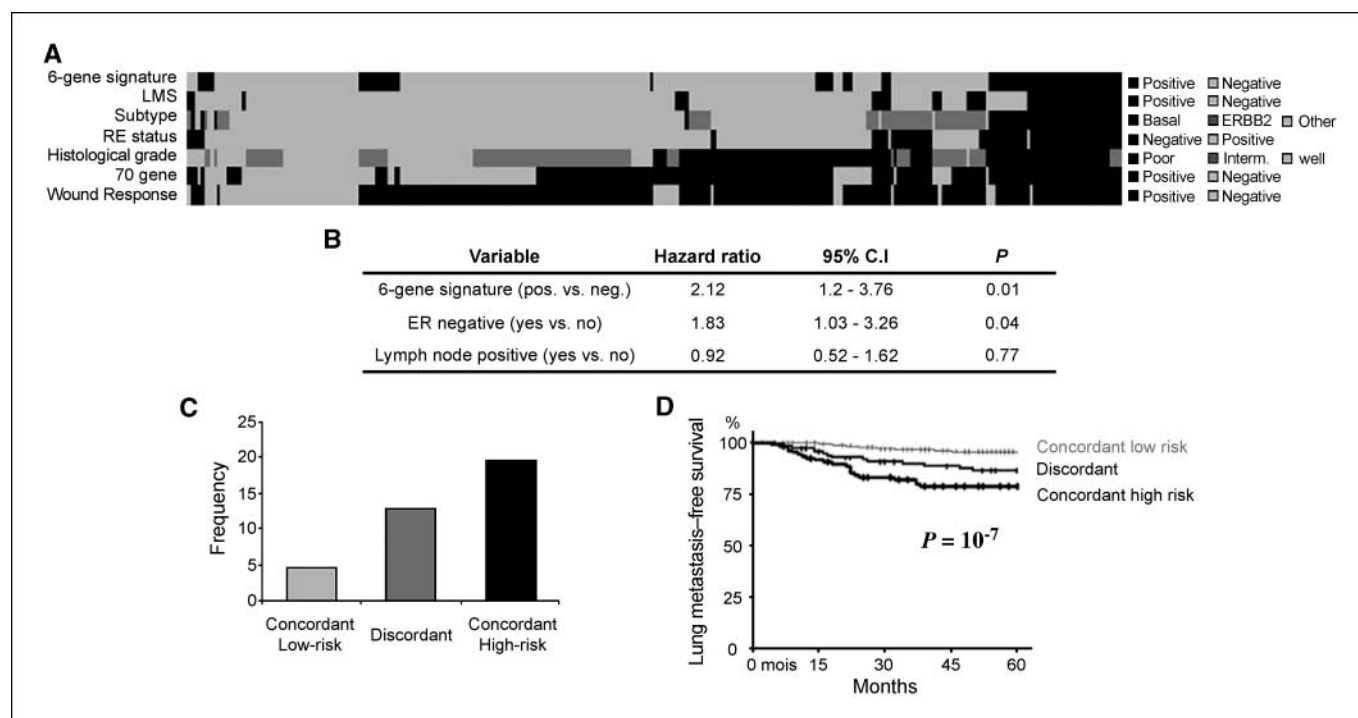 A
6-gene signature
LMS
Subtype
RE status
Histological grade
70 gene
Wound Response
Positive Negative
Positive Negative
Basal ERBB2 Other
Negative Positive
Poor Interm. well
Positive Negative
Positive Negative
B
Variable Hazard ratio 95% C.I P
6-gene signature (pos. vs. neg.) 2.12 1.2 - 3.76 0.01
ER negative (yes vs. no) 1.83 1.03 - 3.26 0.04
Lymph node positive (yes vs. no) 0.92 0.52 - 1.62 0.77
C
Frequency
25
20
15
10
5
0
Concordant Low-risk
Discordant
Concordant High-risk
D
Lung metastasis–free survival
%
100
75
50
25
0
Concordant low risk
Discordant
Concordant high risk
P = 10-7
0 mois 15 30 45 60
Months